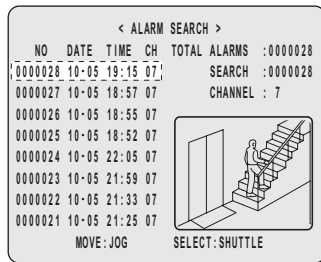 < ALARM SEARCH >
NO DATE TIME CH TOTAL ALARMS :0000028
0000028 10-05 19:15 07 SEARCH :0000028
0000027 10-05 18:57 07 CHANNEL : 7
0000026 10-05 18:55 07
0000025 10-05 18:52 07
0000024 10-05 22:05 07
0000023 10-05 21:59 07
0000022 10-05 21:33 07
0000021 10-05 21:25 07
MOVE:JOG SELECT:SHUTTLE